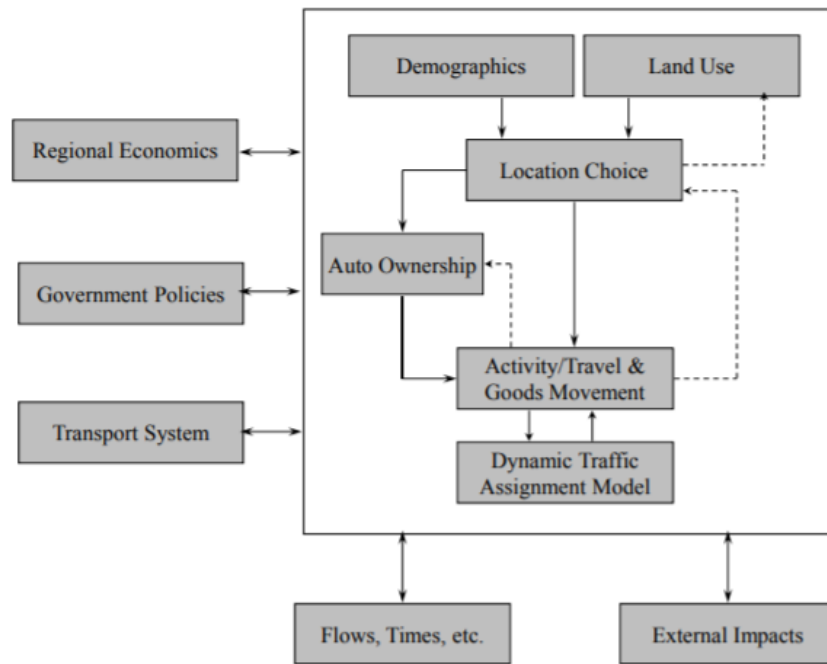 Demographics
Land Use
Regional Economics
Location Choice
Auto Ownership
Government Policies
Activity/Travel &
Goods Movement
Transport System
Dynamic Traffic
Assignment Model
Flows, Times, etc.
External Impacts